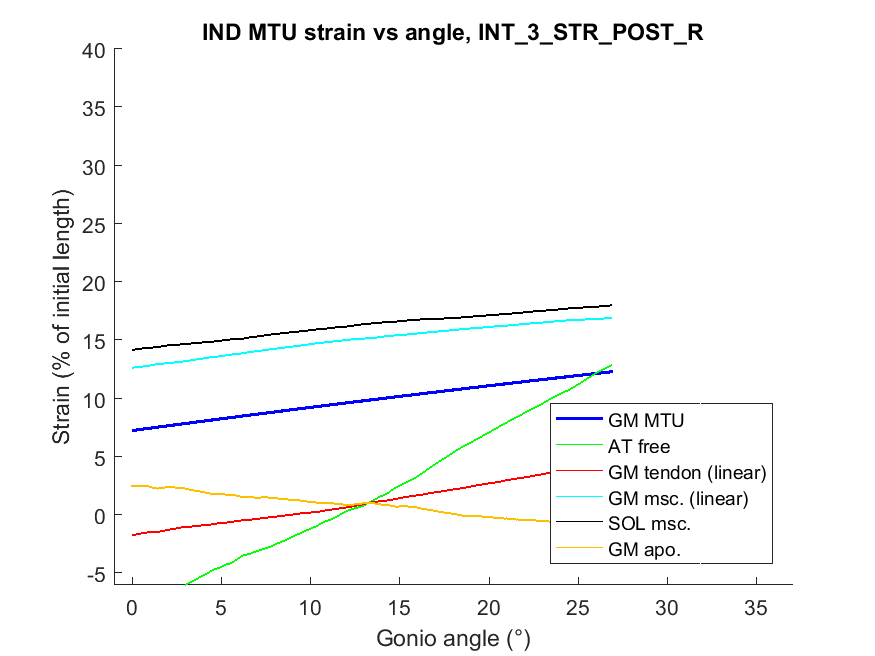 IND MTU strain vs angle, INT_3_STR_POST_R
Strain (% of initial length)
40
35
30
25
20
15
10
5
0
-5
0 5 10 15 20 25 30 35
Gonio angle (°)
GM MTU
AT free
GM tendon (linear)
GM msc. (linear)
SOL msc.
GM apo.